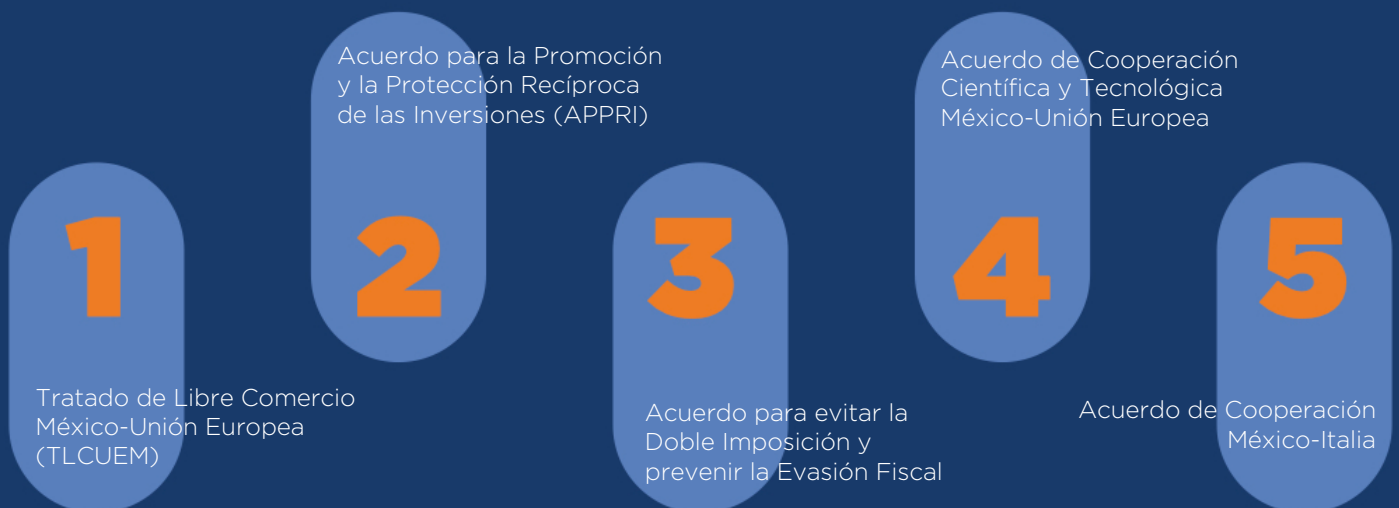 1
Tratado de Libre Comercio
México-Unión Europea
(TLCUEM)
2
Acuerdo para la Promoción
y la Protección Recíproca
de las Inversiones (APPRI)
3
Acuerdo para evitar la
Doble Imposición y
prevenir la Evasión Fiscal
4
Acuerdo de Cooperación
Científica y Tecnológica
México-Unión Europea
5
Acuerdo de Cooperación
México-Italia